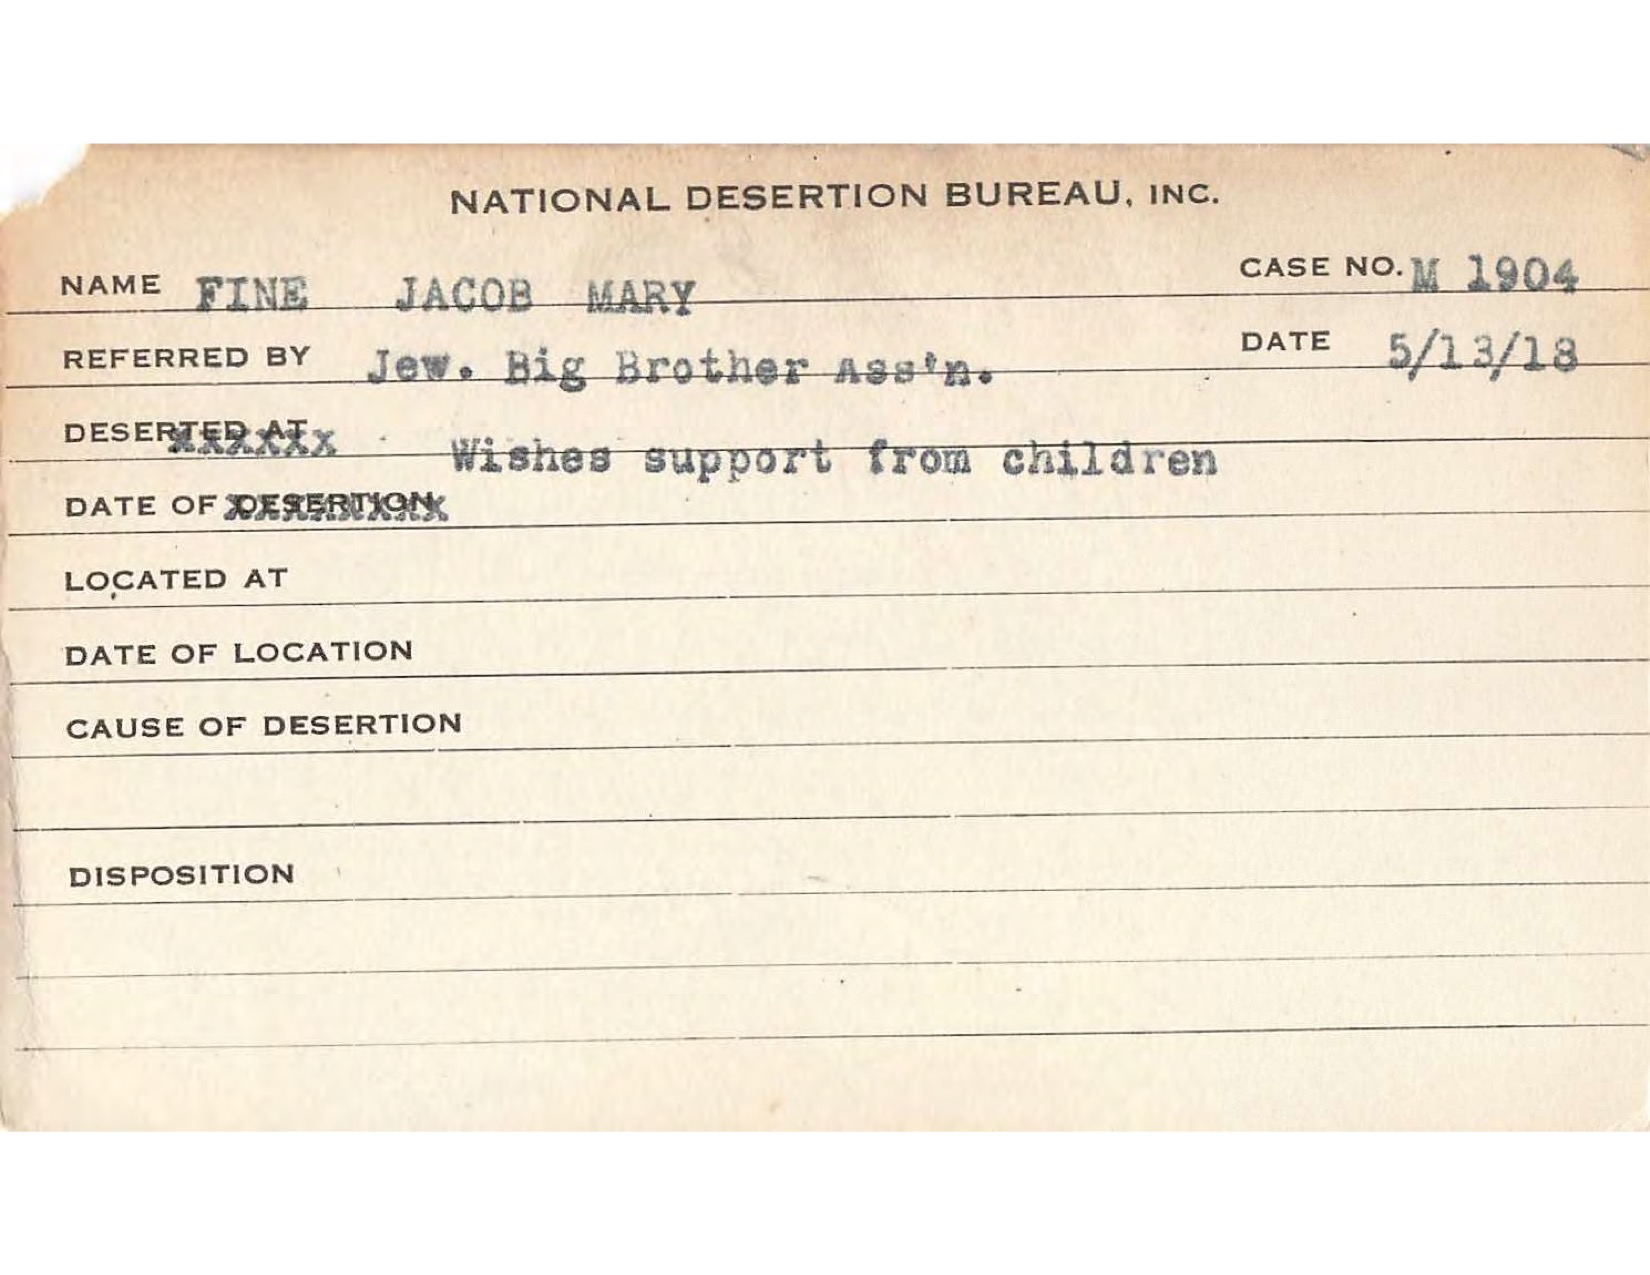 NATIONAL DESERTION BUREAU, INC.
NAME FINE JACOB MARY CASE NO. M 1904
REFERRED BY Jew. Big Brother Ass'n. DATE 5/13/18
DESERTED AT xxxxxx Wishes support from children
DATE OF DESERTION xxxxxxxx
LOCATED AT
DATE OF LOCATION
CAUSE OF DESERTION
DISPOSITION